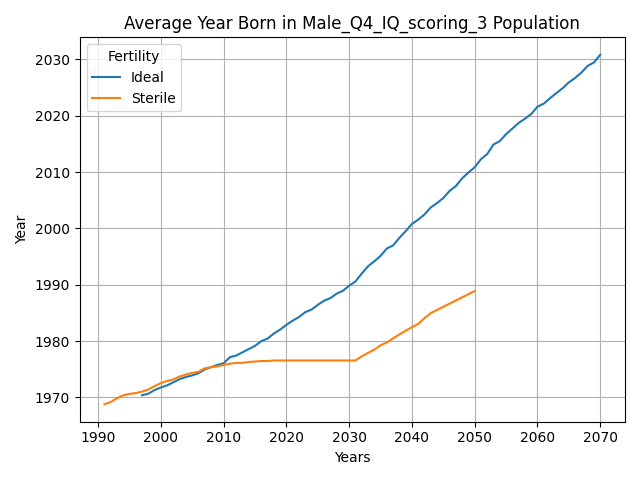 Average Year Born in Male_Q4_IQ_scoring_3 Population
Fertility
Ideal
Sterile
Year
2030
2020
2010
2000
1990
1980
1970
1990 2000 2010 2020 2030 2040 2050 2060 2070
Years